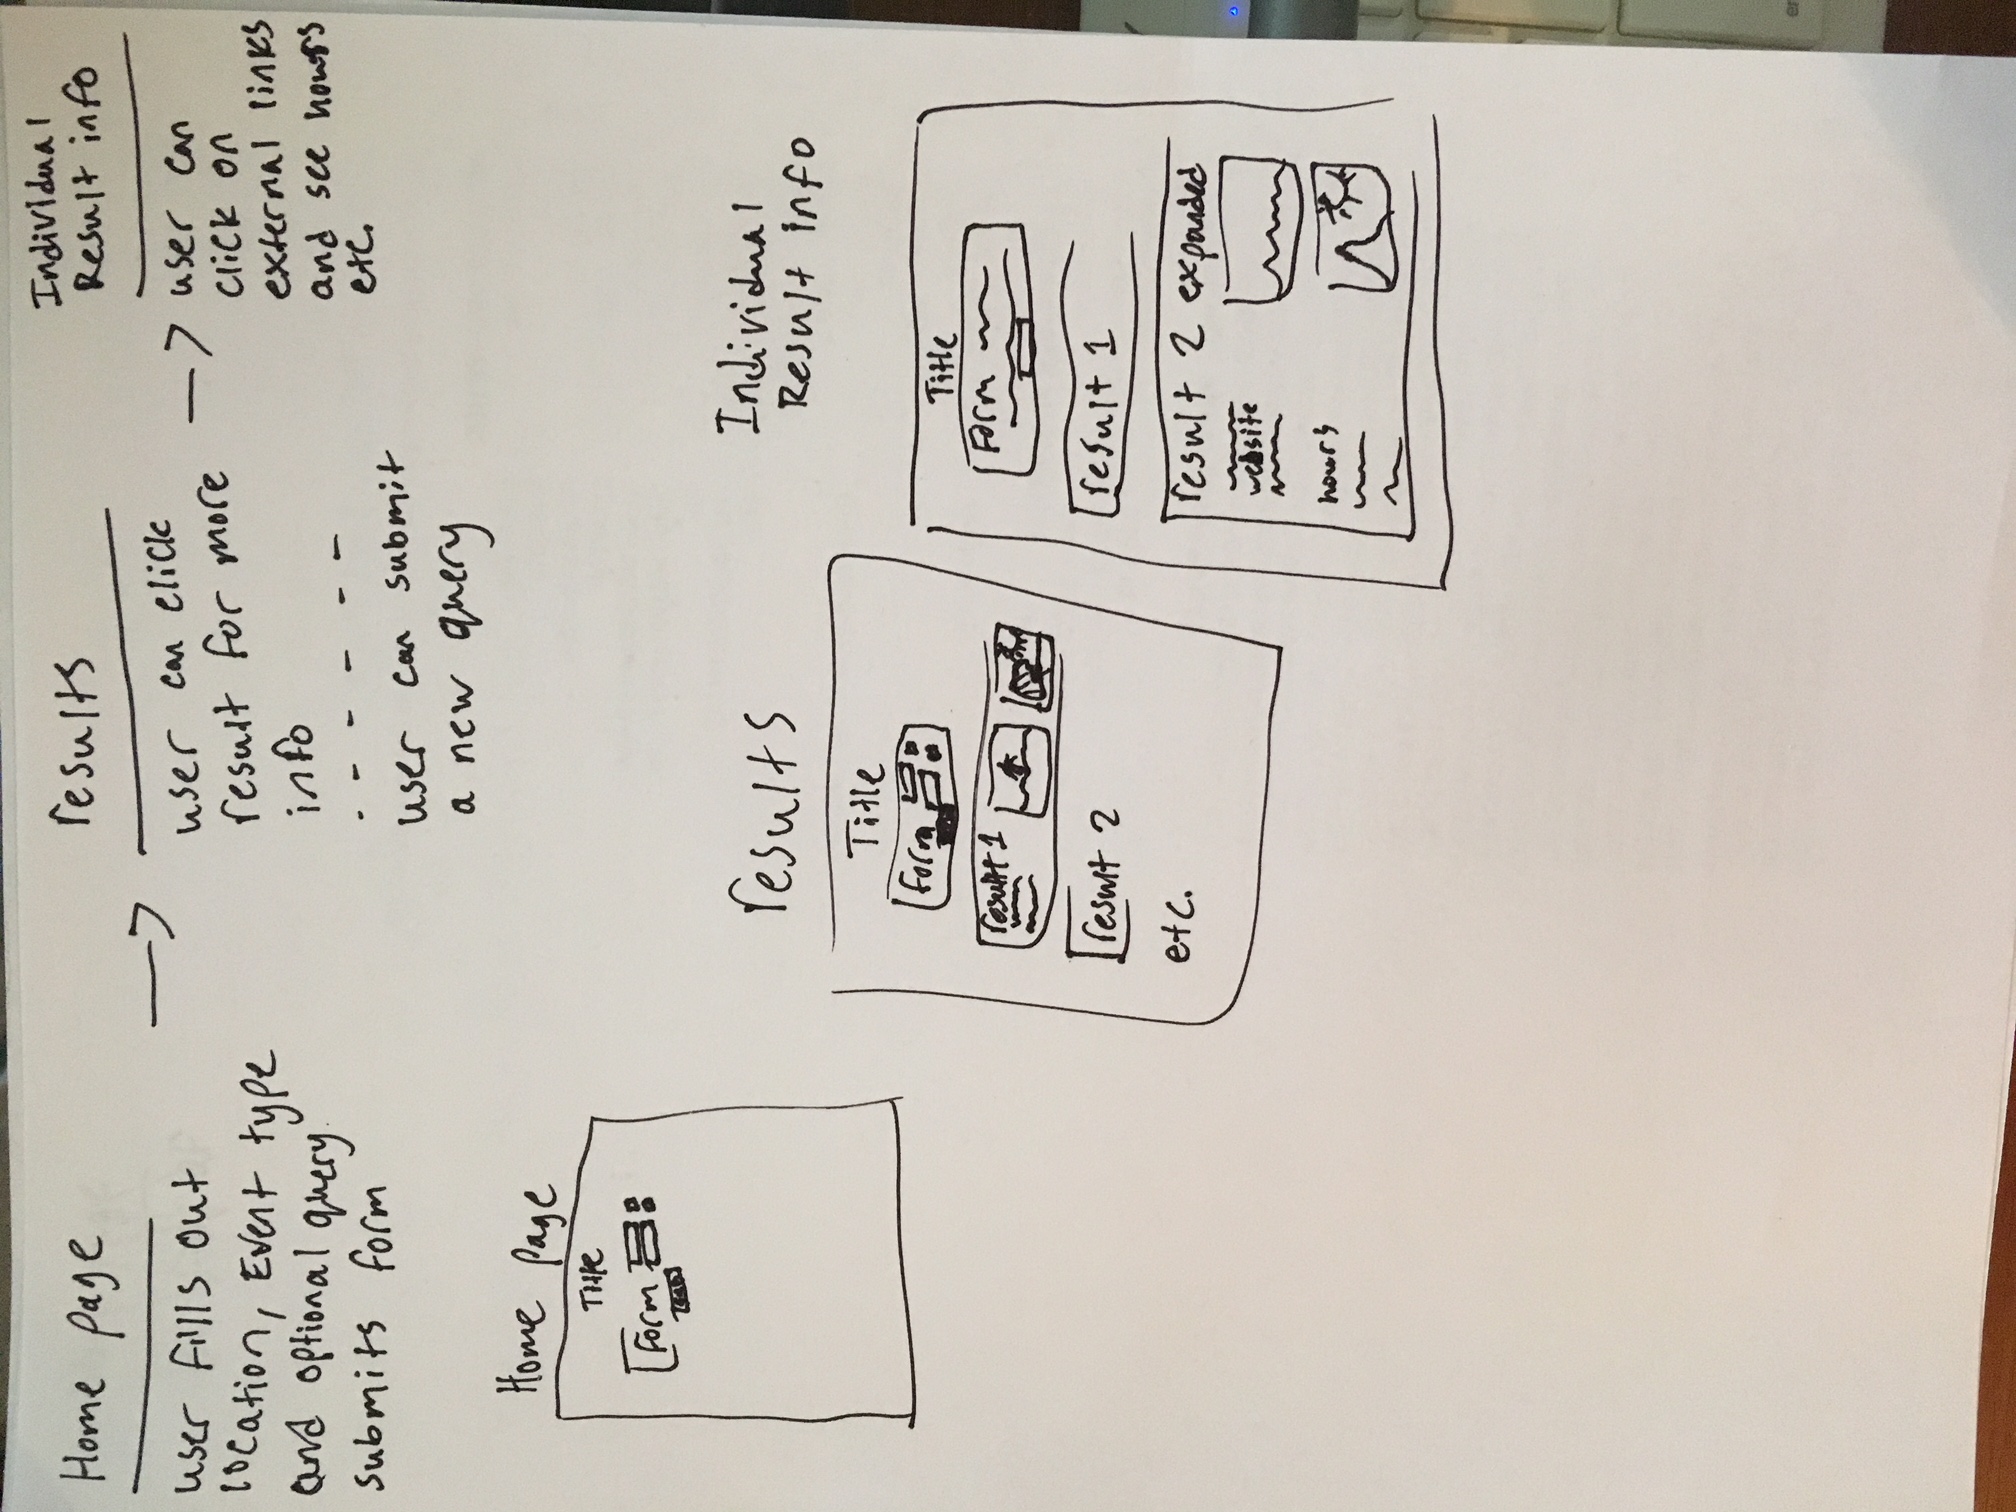 Home page
user fills out
location, Event type
and optional query
submits form
results
user can click
result for more
info
user can submit
a new query
Individual
Result info
user can
click on
external links
and see hours
etc.
Home page
Title
Form
results
Title
Form
result 1
result 2
etc.
Individual
Result info
Title
Form
result 1
result 2 expanded
website
hours